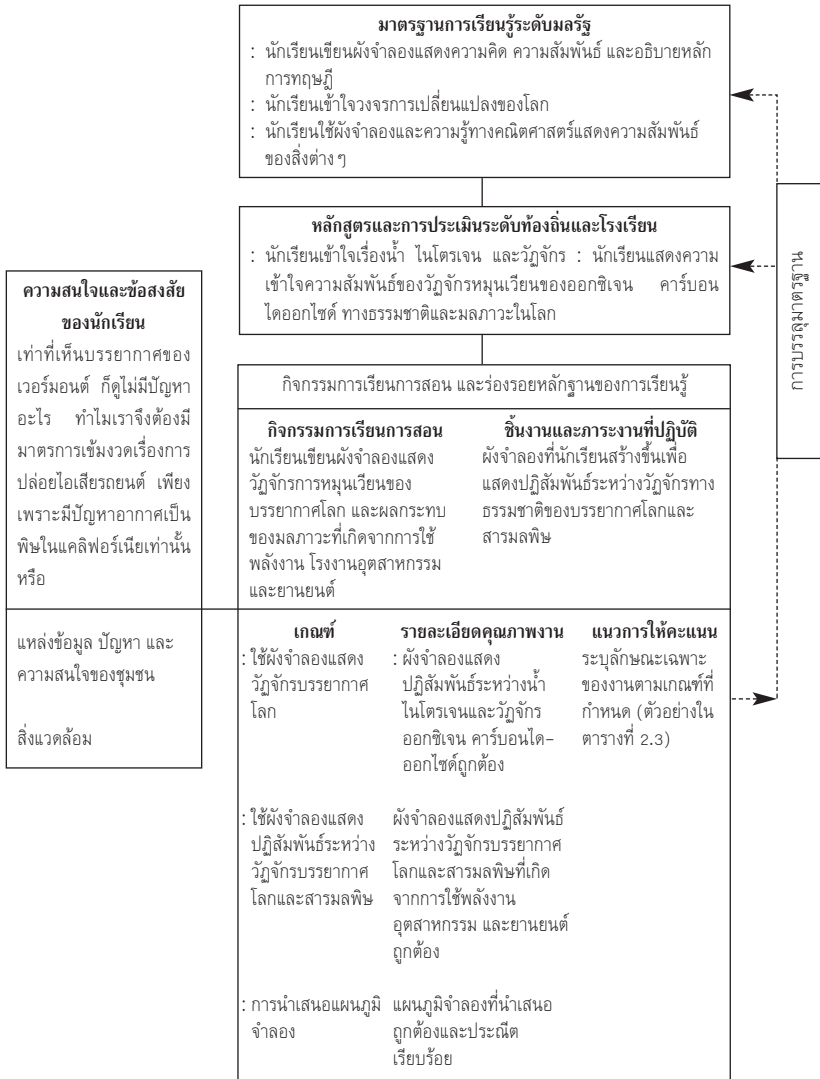 มาตรฐานการเรียนรู้ระดับมลรัฐ
: นักเรียนเขียนผังจำลองแสดงความคิด ความสัมพันธ์ และอธิบายหลัก
การทฤษฎี
: นักเรียนเข้าใจวงจรการเปลี่ยนแปลงของโลก
: นักเรียนใช้ผังจำลองและความรู้ทางคณิตศาสตร์แสดงความสัมพันธ์
ของสิ่งต่างๆ
หลักสูตรและการประเมินระดับท้องถิ่นและโรงเรียน
: นักเรียนเข้าใจเรื่องน้ำ ไนโตรเจน และวัฏจักร : นักเรียนแสดงความ
เข้าใจความสัมพันธ์ของวัฏจักรหมุนเวียนของออกซิเจน คาร์บอน
ไดออกไซด์ ทางธรรมชาติและมลภาวะในโลก
การบรรลุมาตรฐาน
ความสนใจและข้อสงสัย
ของนักเรียน
เท่าที่เห็นบรรยากาศของ
เวอร์มอนต์ ก็ดูไม่มีปัญหา
อะไร ทำไมเราจึงต้องมี
มาตรการเข้มงวดเรื่องการ
ปล่อยไอเสียรถยนต์ เพียง
เพราะมีปัญหาอากาศเป็น
พิษในแคลิฟอร์เนียเท่านั้น
หรือ
แหล่งข้อมูล ปัญหา และ
ความสนใจของชุมชน
สิ่งแวดล้อม
กิจกรรมการเรียนการสอน และร่องรอยหลักฐานของการเรียนรู้
กิจกรรมการเรียนการสอน
นักเรียนเขียนผังจำลองแสดง
วัฏจักรการหมุนเวียนของ
บรรยากาศโลก และผลกระทบ
ของมลภาวะที่เกิดจากการใช้
พลังงาน โรงงานอุตสาหกรรม
และยานยนต์
ชิ้นงานและภาระงานที่ปฏิบัติ
ผังจำลองที่นักเรียนสร้างขึ้นเพื่อ
แสดงปฏิสัมพันธ์ระหว่างวัฏจักรทาง
ธรรมชาติของบรรยากาศโลกและ
สารมลพิษ
เกณฑ์
: ใช้ผังจำลองแสดง
วัฏจักรบรรยากาศ
โลก
รายละเอียดคุณภาพงาน
: ผังจำลองแสดง
ปฏิสัมพันธ์ระหว่างน้ำ
ไนโตรเจนและวัฏจักร
ออกซิเจน คาร์บอนได-
ออกไซด์ถูกต้อง
แนวการให้คะแนน
ระบุลักษณะเฉพาะ
ของงานตามเกณฑ์ที่
กำหนด (ตัวอย่างใน
ตารางที่ 2.3)
: ใช้ผังจำลองแสดง
ปฏิสัมพันธ์ระหว่าง
วัฏจักรบรรยากาศ
โลกและสารมลพิษ
ผังจำลองแสดงปฏิสัมพันธ์
ระหว่างวัฏจักรบรรยากาศ
โลกและสารมลพิษที่เกิด
จากการใช้พลังงาน
อุตสาหกรรม และยานยนต์
ถูกต้อง
: การนำเสนอแผนภูมิ
จำลอง
แผนภูมิจำลองที่นำเสนอ
ถูกต้องและประณีต
เรียบร้อย